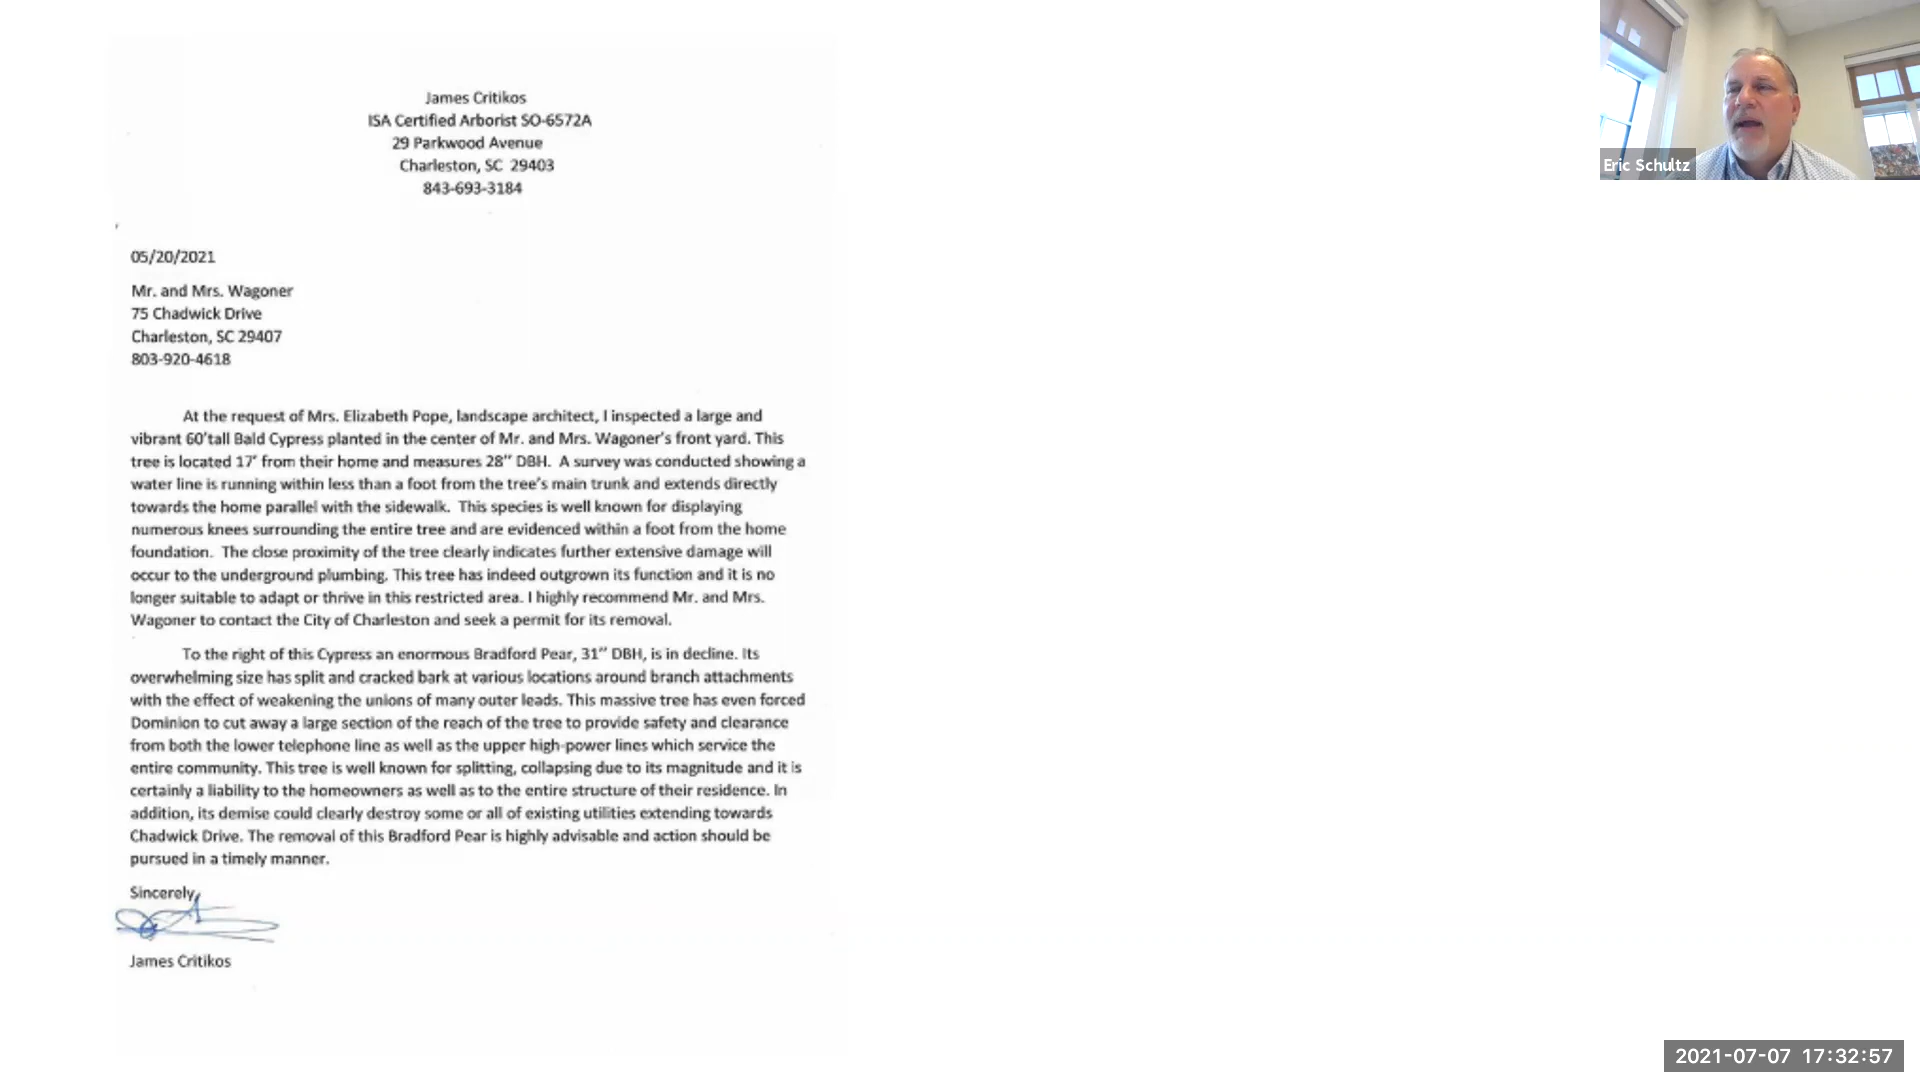 James Critikos
ISA Certified Arborist SO-6572A
29 Parkwood Avenue
Charleston, SC 29403
843-693-3184
05/20/2021
Mr. and Mrs. Wagoner
75 Chadwick Drive
Charleston, SC 29407
803-920-4618
At the request of Mrs. Elizabeth Pope, landscape architect, I inspected a large and
vibrant 60'tall Bald Cypress planted in the center of Mr. and Mrs. Wagoner's front yard. This
tree is located 17' from their home and measures 28" DBH. A survey was conducted showing a
water line is running within less than a foot from the tree's main trunk and extends directly
towards the home parallel with the sidewalk. This species is well known for displaying
numerous knees surrounding the entire tree and are evidenced within a foot from the home
foundation. The close proximity of the tree clearly indicates further extensive damage will
occur to the underground plumbing. This tree has indeed outgrown its function and it is no
longer suitable to adapt or thrive in this restricted area. I highly recommend Mr. and Mrs.
Wagoner to contact the City of Charleston and seek a permit for its removal.
To the right of this Cypress an enormous Bradford Pear, 31" DBH, is in decline. Its
overwhelming size has split and cracked bark at various locations around branch attachments
with the effect of weakening the unions of many outer leads. This massive tree has even forced
Dominion to cut away a large section of the reach of the tree to provide safety and clearance
from both the lower telephone line as well as the upper high-power lines which service the
entire community. This tree is well known for splitting, collapsing due to its magnitude and it is
certainly a liability to the homeowners as well as to the entire structure of their residence. In
addition, its demise could clearly destroy some or all of existing utilities extending towards
Chadwick Drive. The removal of this Bradford Pear is highly advisable and action should be
pursued in a timely manner.
Sincerely,
James Critikos
Eric Schultz
2021-07-07 17:32:57